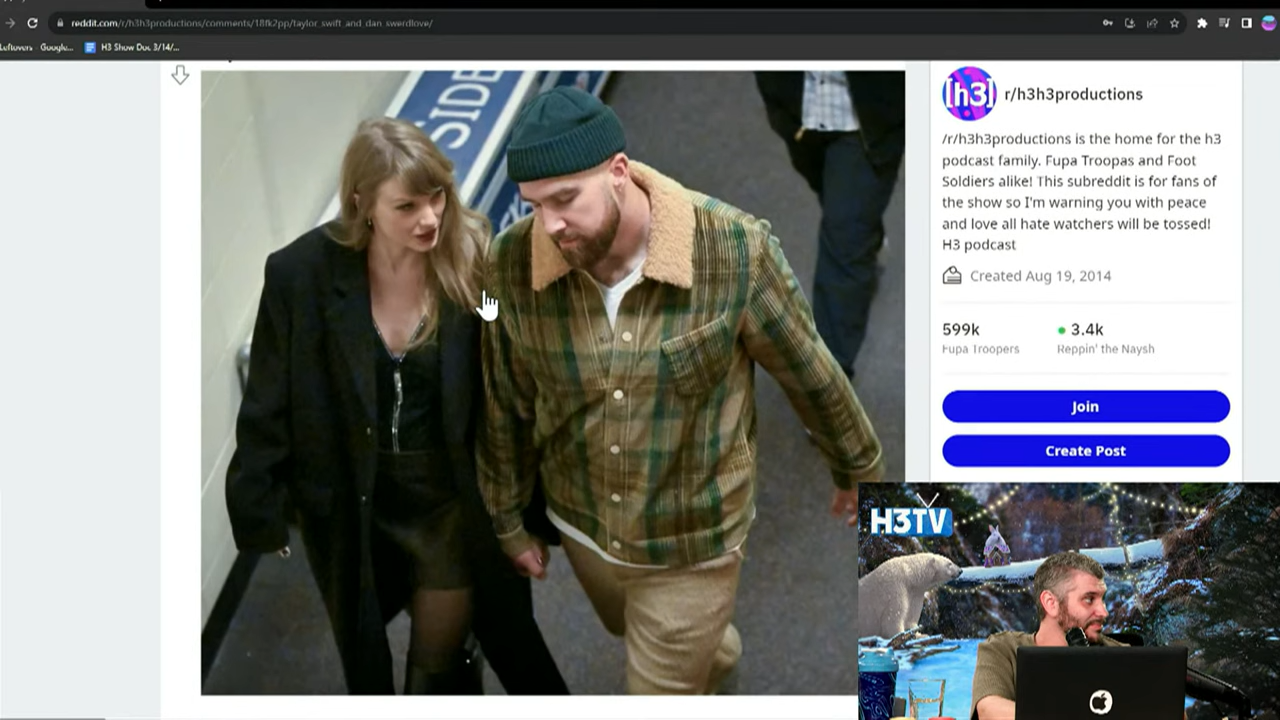 reddit.com/r/h3h3productions/comments/18fk2pp/taylor_swift_and_dan_swerdlove/
Leftovers - Google...
H3 Show Doc 3/14/...
SIDE
[h3]
r/h3h3productions
/r/h3h3productions is the home for the h3
podcast family. Fupa Troopas and Foot
Soldiers alike! This subreddit is for fans of
the show so I'm warning you with peace
and love all hate watchers will be tossed!
H3 podcast
Created Aug 19, 2014
599k
3.4k
Fupa Troopers
Reppin' the Naysh
Join
Create Post
H3TV